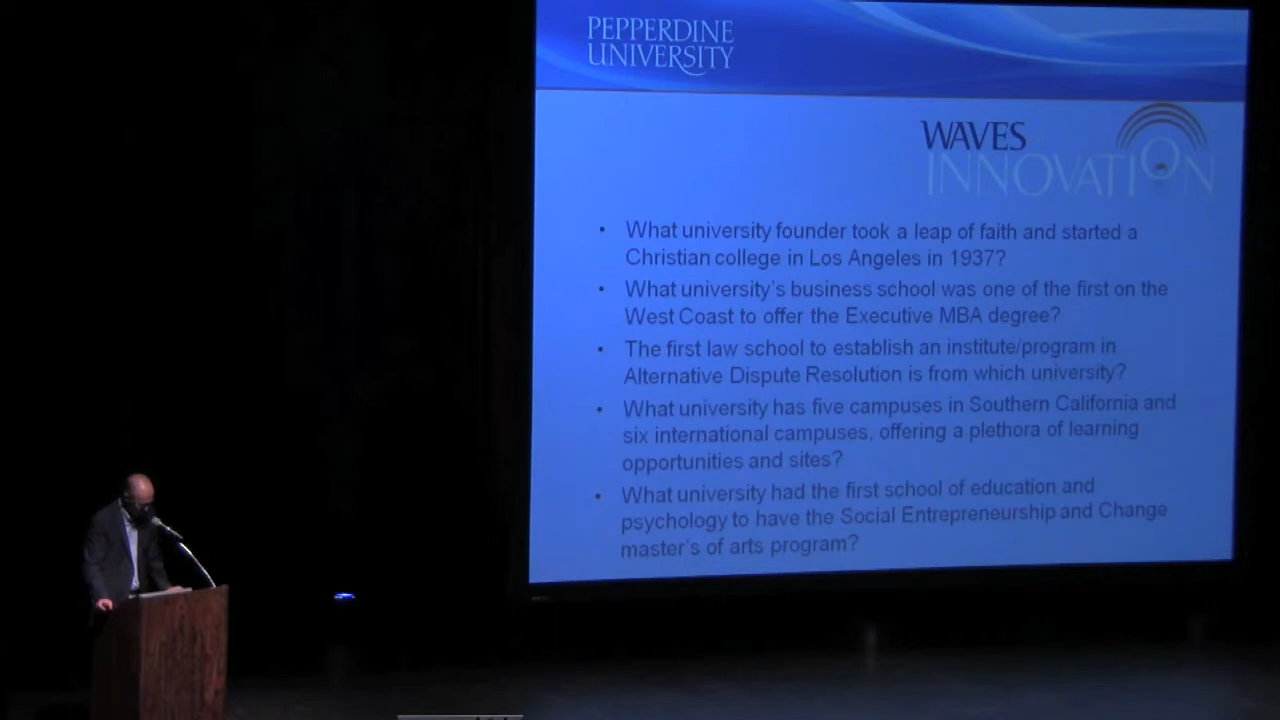 PEPPERDINE
UNIVERSITY
WAVES
INNOVATION
• What university founder took a leap of faith and started a
Christian college in Los Angeles in 1937?
• What university's business school was one of the first on the
West Coast to offer the Executive MBA degree?
• The first law school to establish an institute/program in
Alternative Dispute Resolution is from which university?
• What university has five campuses in Southern California and
six international campuses, offering a plethora of learning
opportunities and sites?
• What university had the first school of education and
psychology to have the Social Entrepreneurship and Change
master's of arts program?